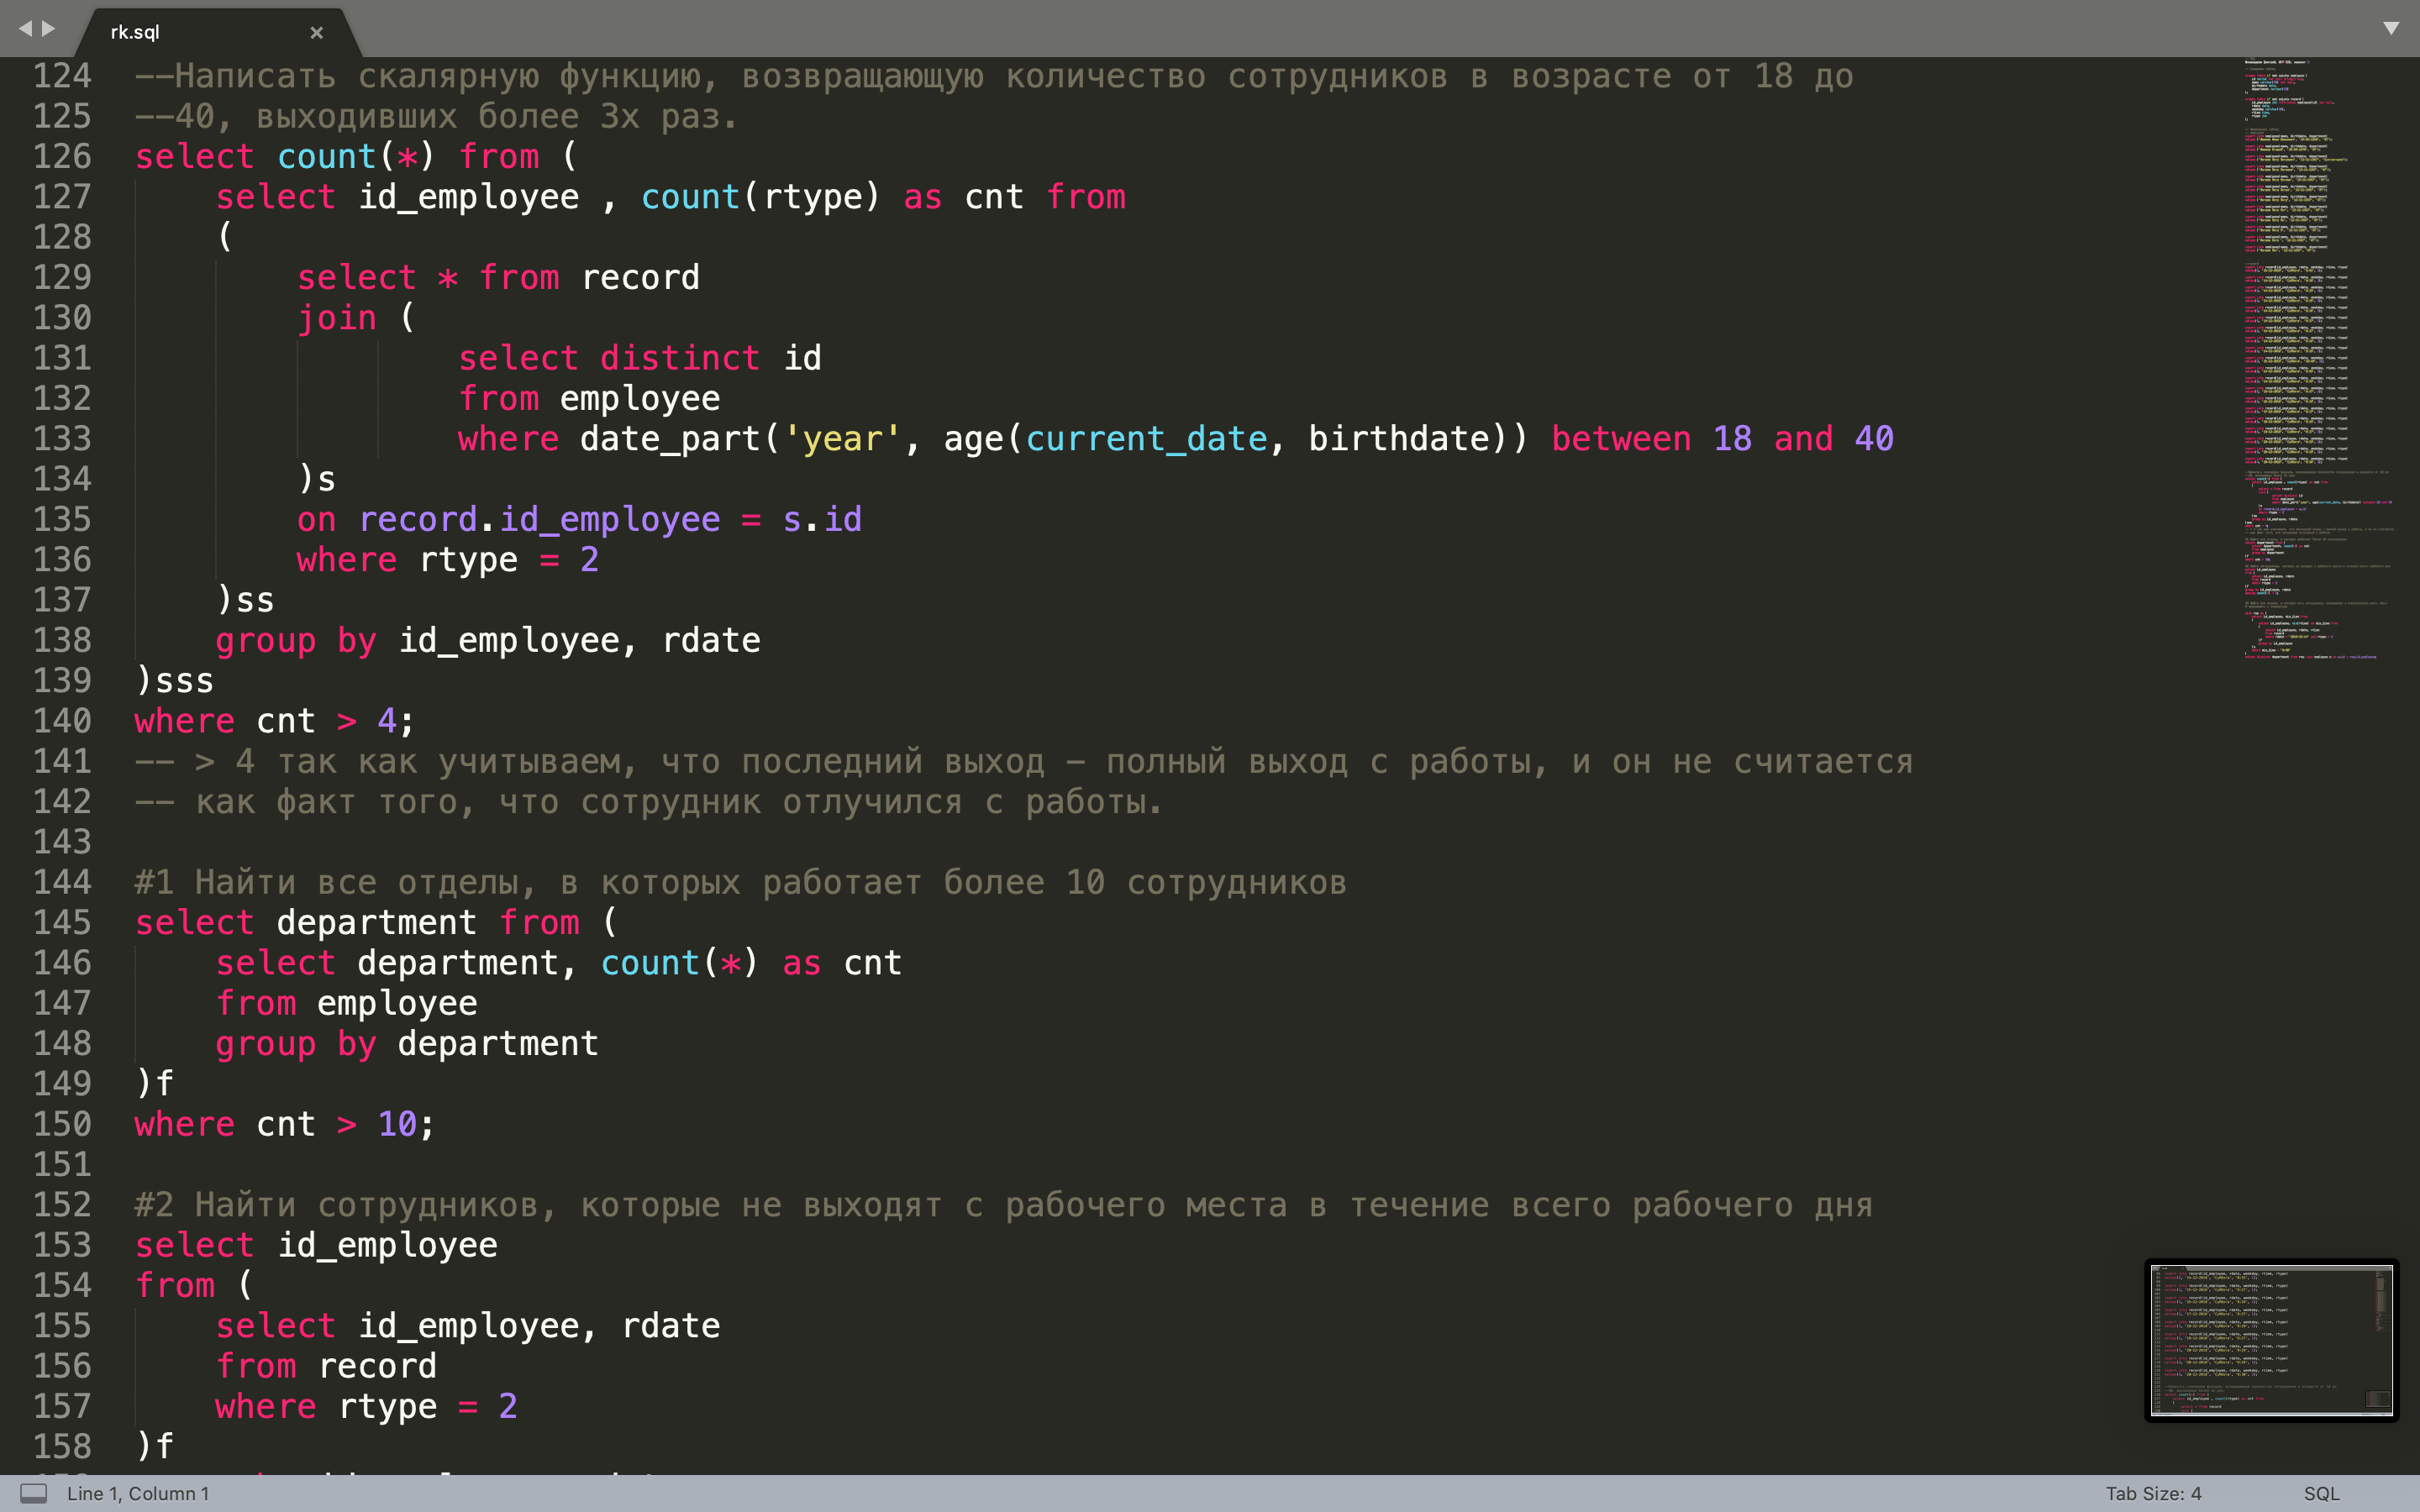 rk.sql ×
124 --Написать скалярную функцию, возвращающую количество сотрудников в возрасте от 18 до
125 --40, выходивших более 3х раз.
126 select count(*) from (
127 select id_employee , count(rtype) as cnt from
128 (
129 select * from record
130 join (
131 select distinct id
132 from employee
133 where date_part('year', age(current_date, birthdate)) between 18 and 40
134 )s
135 on record.id_employee = s.id
136 where rtype = 2
137 )ss
138 group by id_employee, rdate
139 )sss
140 where cnt > 4;
141 -- > 4 так как учитываем, что последний выход - полный выход с работы, и он не считается
142 -- как факт того, что сотрудник отлучился с работы.
143
144 #1 Найти все отделы, в которых работает более 10 сотрудников
145 select department from (
146 select department, count(*) as cnt
147 from employee
148 group by department
149 )f
150 where cnt > 10;
151
152 #2 Найти сотрудников, которые не выходят с рабочего места в течение всего рабочего дня
153 select id_employee
154 from (
155 select id_employee, rdate
156 from record
157 where rtype = 2
158 )f
Line 1, Column 1
Tab Size: 4
SQL